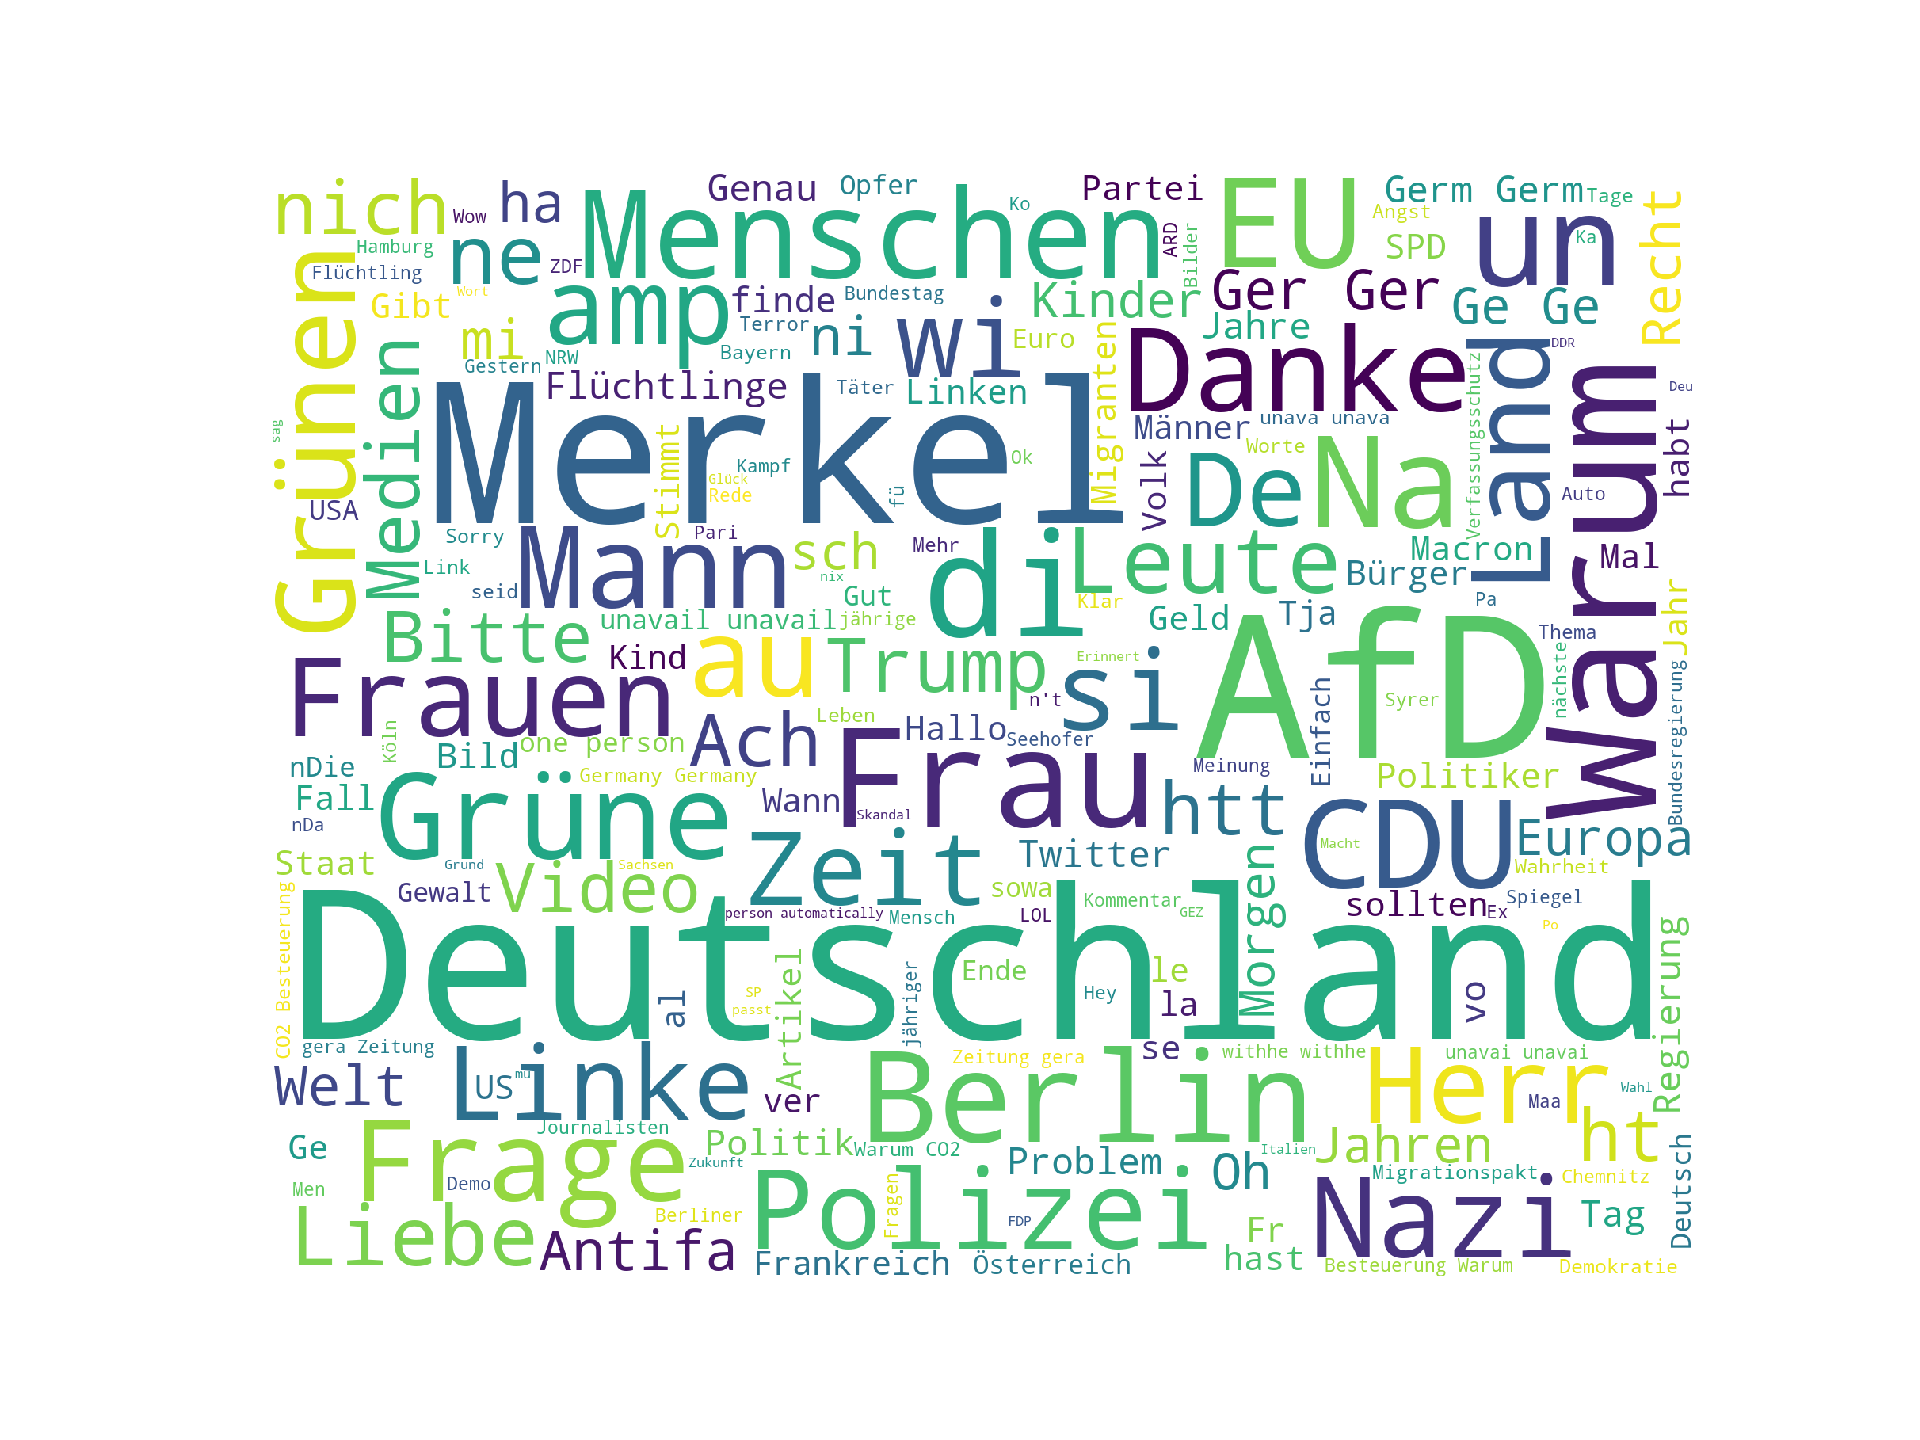 nich
Wow
ha
Menschen
Genau
Opfer
Ko
Partei
ARD
Bilder
EU
Germ Germ
Tage
Angst
SPD
un
Ka
Recht
Hamburg
Flüchtling
ne
ZDF
Grünen
Gibt
Wort
amp
finde
Bundestag
Kinder
Ger Ger
Ge Ge
mi
Terror
ni
wi
Euro
Jahre
Gestern
NRW
Bayern
Danke
DDR
Medien
Flüchtlinge
Täter
Linken
Migranten
Verfassungsschutz
Land
Warum
Deu
sag
Merkel
Männer
unava unava
habt
Stimmt
Kampf
Glück
Rede
fü
Ok
Volk
Worte
De
Na
Auto
USA
Sorry
Mann
Pari
sch
Mehr
di
Leute
Macron
Mal
Link
seid
nix
Gut
Klar
Bürger
Pa
Jahr
Bitte
unavail unavail
jährige
Geld
Tja
AfD
Thema
nächste
Kind
au
Trump
Erinnert
si
Frauen
n't
Einfach
Syrer
Bundesregierung
Köln
Bild
one person
Ach
Leben
Hallo
Seehofer
Frau
Meinung
Politiker
nDie
Grüne
Germany Germany
Wann
Skandal
htt
CDU
Fall
nDa
Zeit
Twitter
Macht
Europa
Staat
Grund
Sachsen
Video
Gewalt
sowa
Kommentar
GEZ
Morgen
Wahrheit
Spiegel
sollten
Ex
CO2 Besteuerung
Deutschland
person automatically
Mensch
LOL
Po
Regierung
al
SP
passt
Artikel
jähriger
Ende
Hey
le
la
vo
gera Zeitung
Linke
Zeitung gera
se
withhe withhe
unavai unavai
Welt
US
mu
ver
Berlin
Herr
Maa
Wahl
Ge
Frage
Journalisten
Politik
Warum CO2
Problem
Oh
Italien
Jahren
ht
Deutsch
Zukunft
Men
Demo
Migrationspakt
Chemnitz
Liebe
Berliner
Polizei
Fragen
FDP
Fr
Nazi
Tag
Antifa
Frankreich
Österreich
hast
Besteuerung Warum
Demokratie